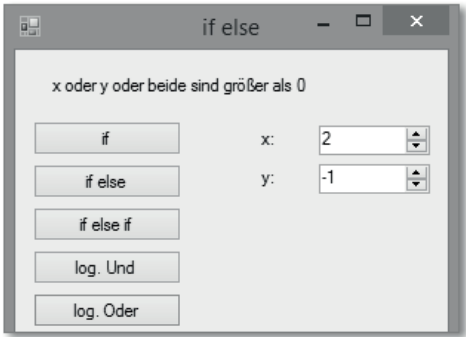 if else
x oder y oder beide sind größer als 0
if
x: 2
if else
y: -1
if else if
log. Und
log. Oder